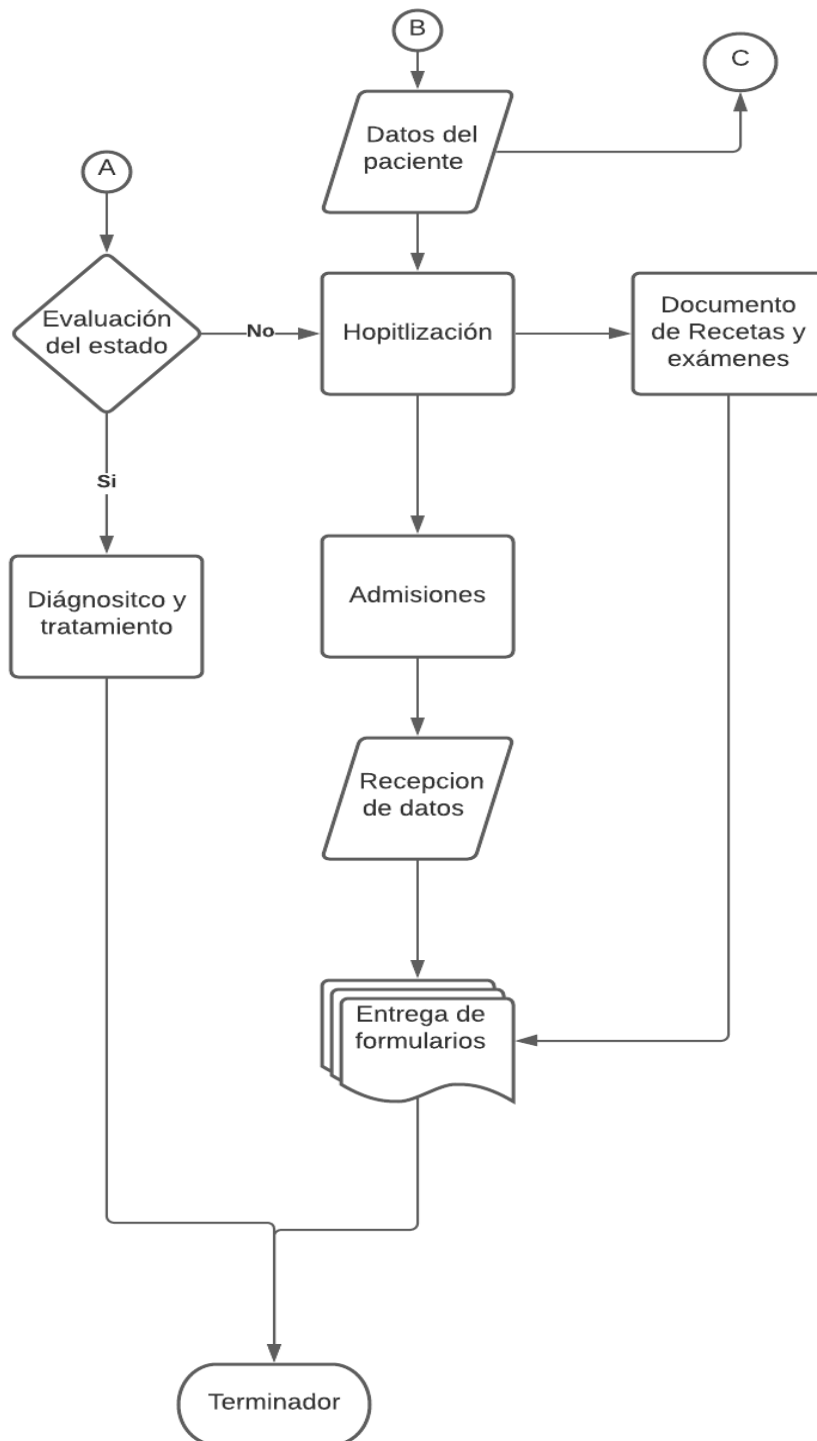 B
C
Datos del
paciente
A
Evaluación
del estado
No
Hopitlización
Documento
de Recetas y
exámenes
Si
Diágnositco y
tratamiento
Admisiones
Recepcion
de datos
Entrega de
formularios
Terminador